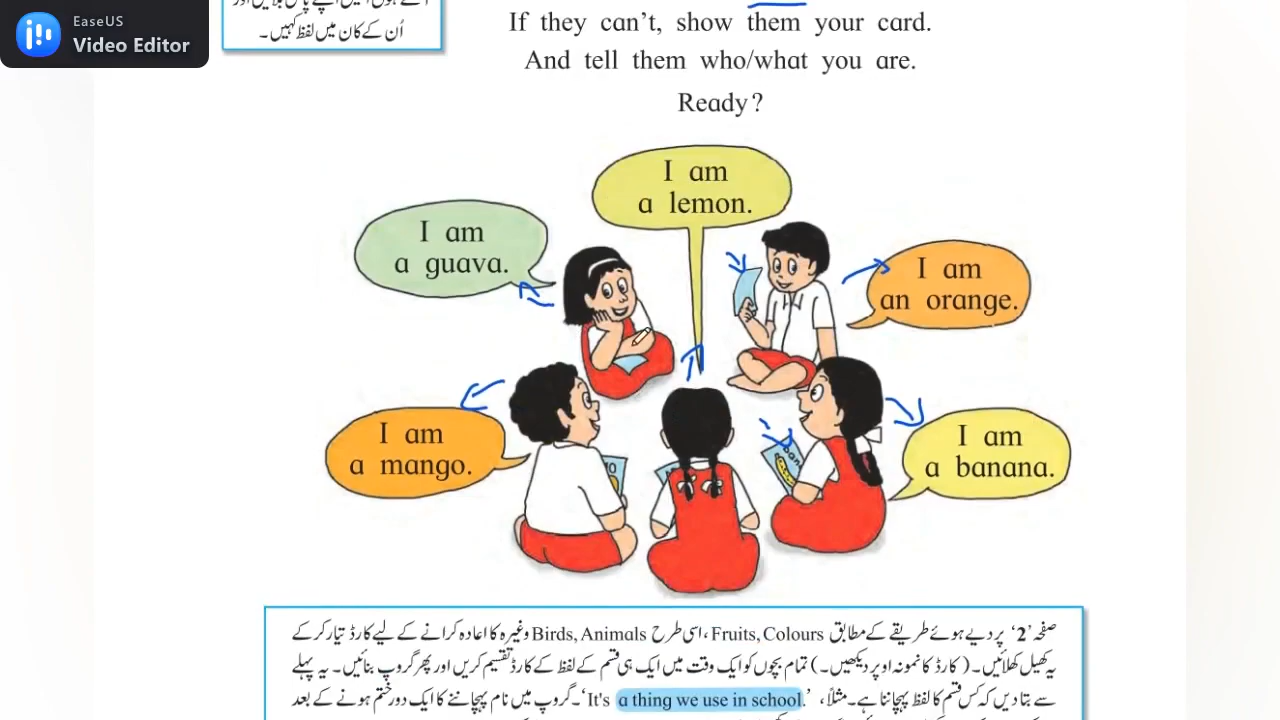 EaseUS
Video Editor
اُن کے کان میں لفظ کہیں۔
If they can't, show them your card.
And tell them who/what you are.
Ready?
I am
a lemon.
I am
a guava.
I am
an orange.
I am
a mango.
I am
a banana.
صفحہ '2' پر دیے ہوئے طریقے کے مطابق Fruits, Colours، اسی طرح Birds, Animals وغیرہ کا اعادہ کرانے کے لیے کارڈ تیار کر کے
یہ کھیل کھلائیں۔ (کارڈ کا نمونہ اوپر دیکھیں۔) تمام بچوں کو ایک وقت میں ایک ہی قسم کے لفظ کے کارڈ تقسیم کریں اور پھر گروپ بنائیں۔ یہ پہلے
سے بتا دیں کہ کس قسم کا لفظ پہچاننا ہے۔ مثلاً، 'It's a thing we use in school.'۔ گروپ میں نام پہچاننے کا ایک دور ختم ہونے کے بعد